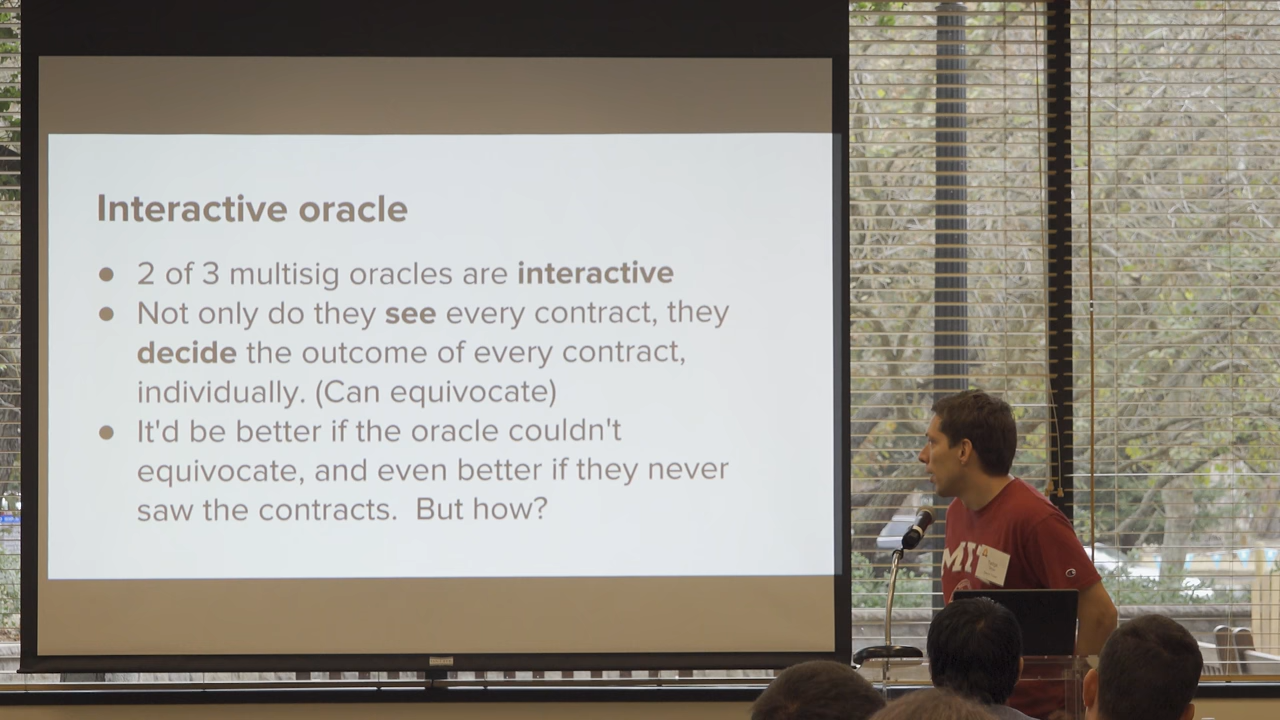 Interactive oracle
● 2 of 3 multisig oracles are interactive
● Not only do they see every contract, they
decide the outcome of every contract,
individually. (Can equivocate)
● It'd be better if the oracle couldn't
equivocate, and even better if they never
saw the contracts. But how?